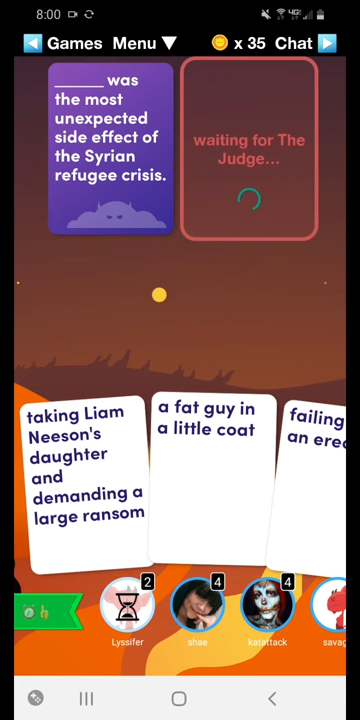 8:00
4G
Games Menu ▼ x 35 Chat
______ was
the most
unexpected
side effect of
the Syrian
refugee crisis.
waiting for The
Judge...
taking Liam
Neeson's
daughter
and
demanding a
large ransom
a fat guy in
a little coat
failing
an erec
2
4
4
Lyssifer
shae
katattack
savag